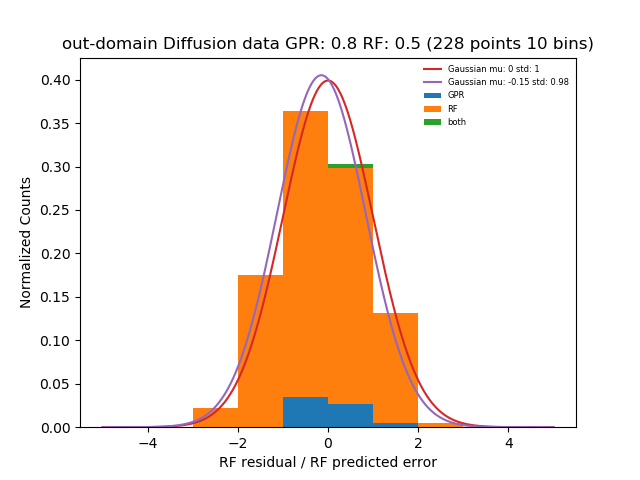 out-domain Diffusion data GPR: 0.8 RF: 0.5 (228 points 10 bins)
Gaussian mu: 0 std: 1
Gaussian mu: -0.15 std: 0.98
GPR
RF
both
Normalized Counts
0.40
0.35
0.30
0.25
0.20
0.15
0.10
0.05
0.00
−4
−2
0
2
4
RF residual / RF predicted error